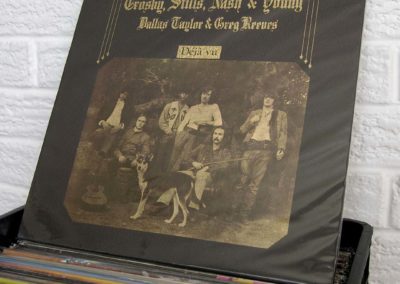 Crosby, Stills, Nash & Young
Dallas Taylor & Greg Reeves
Déjà vu